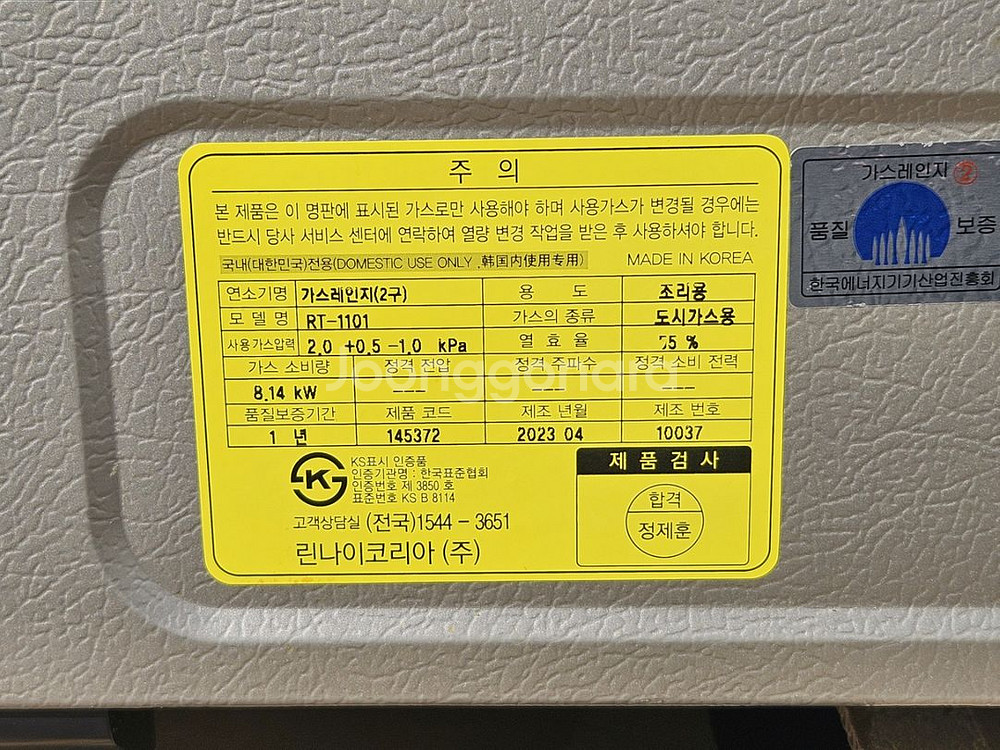 주 의
본 제품은 이 명판에 표시된 가스로만 사용해야 하며 사용가스가 변경될 경우에는
반드시 당사 서비스 센터에 연락하여 열량 변경 작업을 받은 후 사용하셔야 합니다.
국내(대한민국)전용(DOMESTIC USE ONLY ,韩国内使用专用) MADE IN KOREA
연소기명 가스레인지(2구) 용 도 조리용
모 델 명 RT-1101 가스의 종류 도시가스용
사용가스압력 2.0 +0.5 -1.0 kPa 열 효 율 55 %
가스 소비량 정격 전압 정격 주파수 정격 소비 전력
8.14 kW --- --- ---
품질보증기간 제품 코드 제조 년월 제조 번호
1 년 145372 2023 04 10037
KS표시 인증품
인증기관명 : 한국표준협회
인증번호 제 3850 호
표준번호 KS B 8114
고객상담실 (전국)1544 - 3651
린나이코리아 (주)
제 품 검 사
합격
정제훈
가스레인지 2
품질 보증
한국에너지기기산업진흥회
Joonggonara